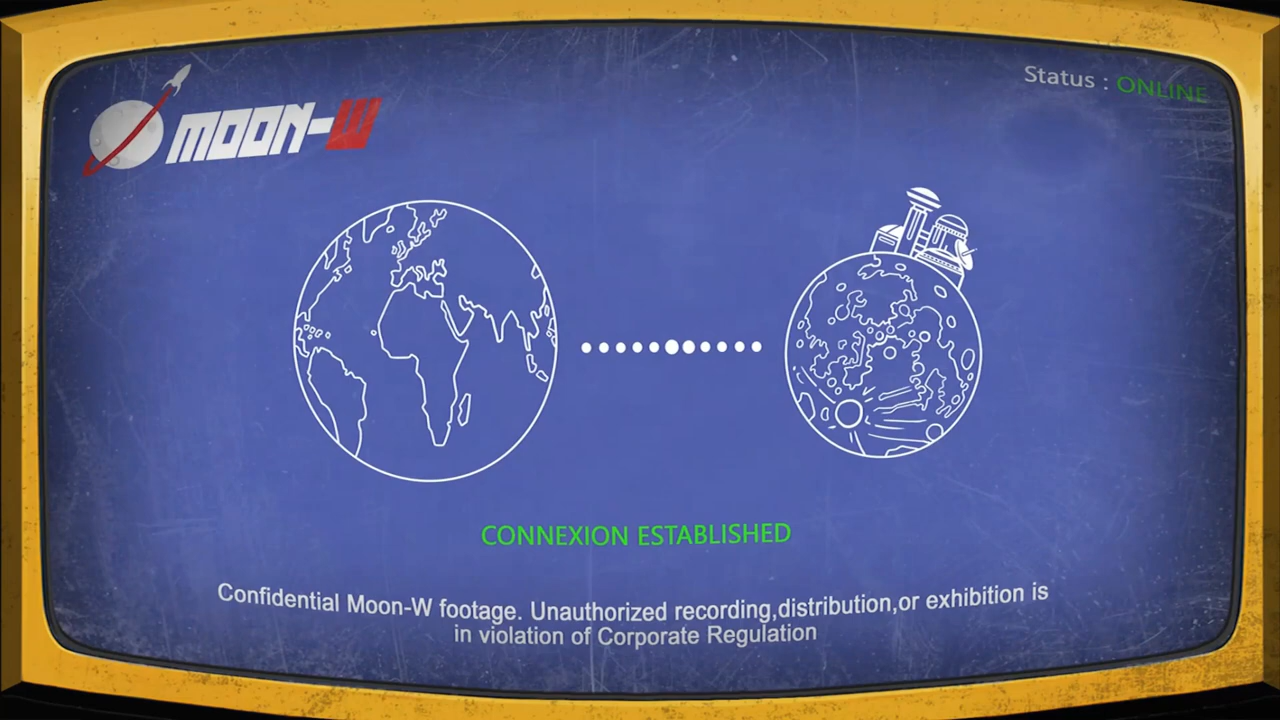 MOON-W
Status : ONLINE
CONNEXION ESTABLISHED
Confidential Moon-W footage. Unauthorized recording,distribution,or exhibition is
in violation of Corporate Regulation